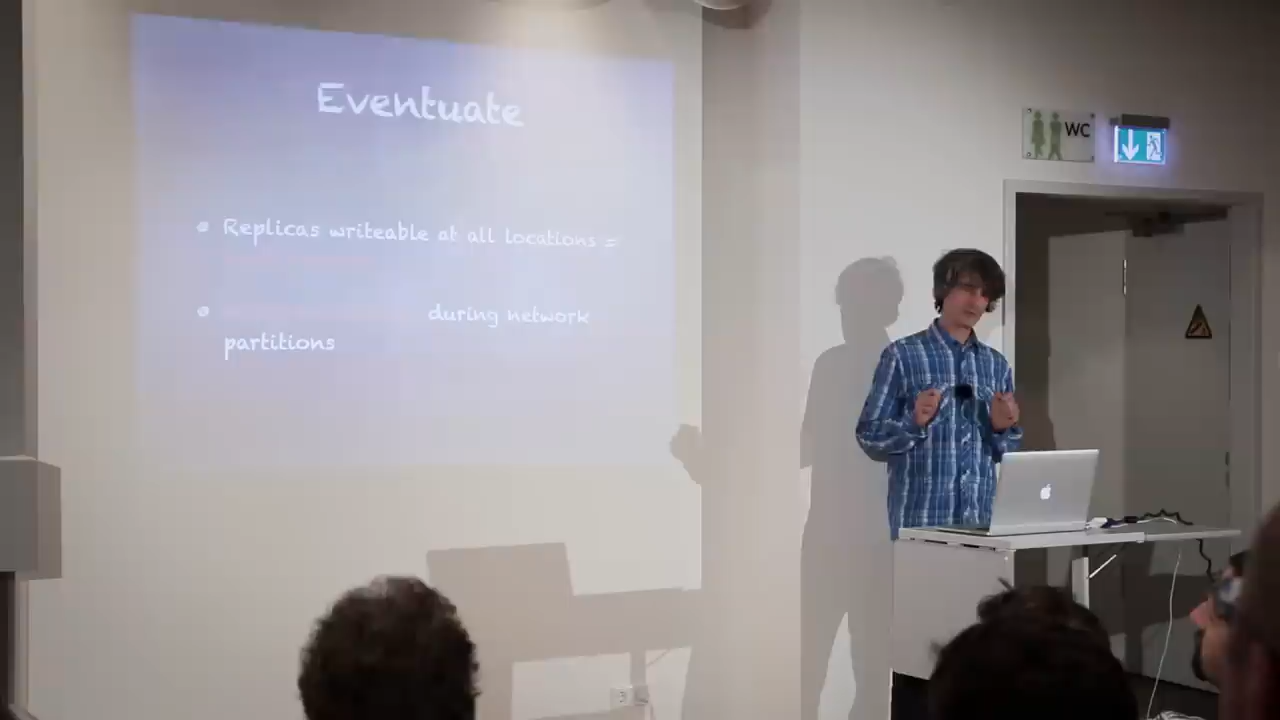 Eventuate
• Replicas writeable at all locations =
• during network
partitions
WC